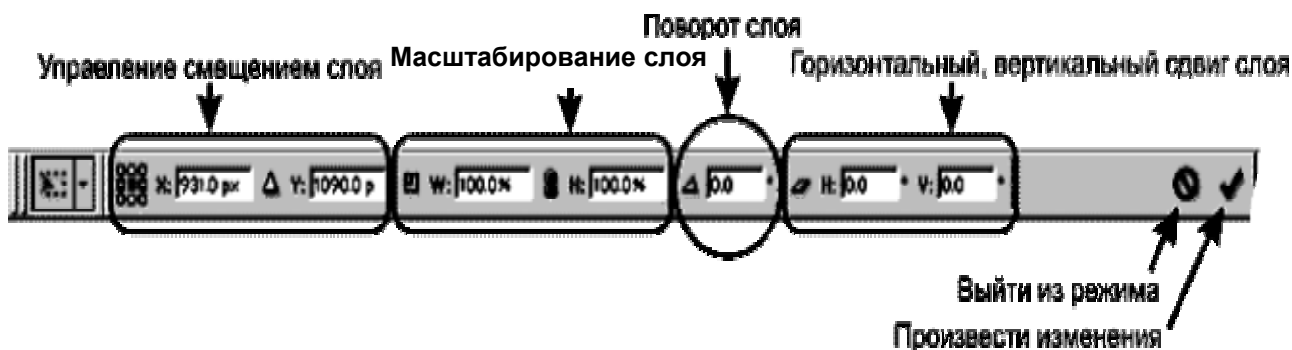 Поворот слоя
Управление смещением слоя Масштабирование слоя Горизонтальный, вертикальный сдвиг слоя
X: 931.0 px Δ Y: 1090.0 p W: 100.0% H: 100.0% 0.0 ° H: 0.0 ° V: 0.0 °
Выйти из режима
Произвести изменения